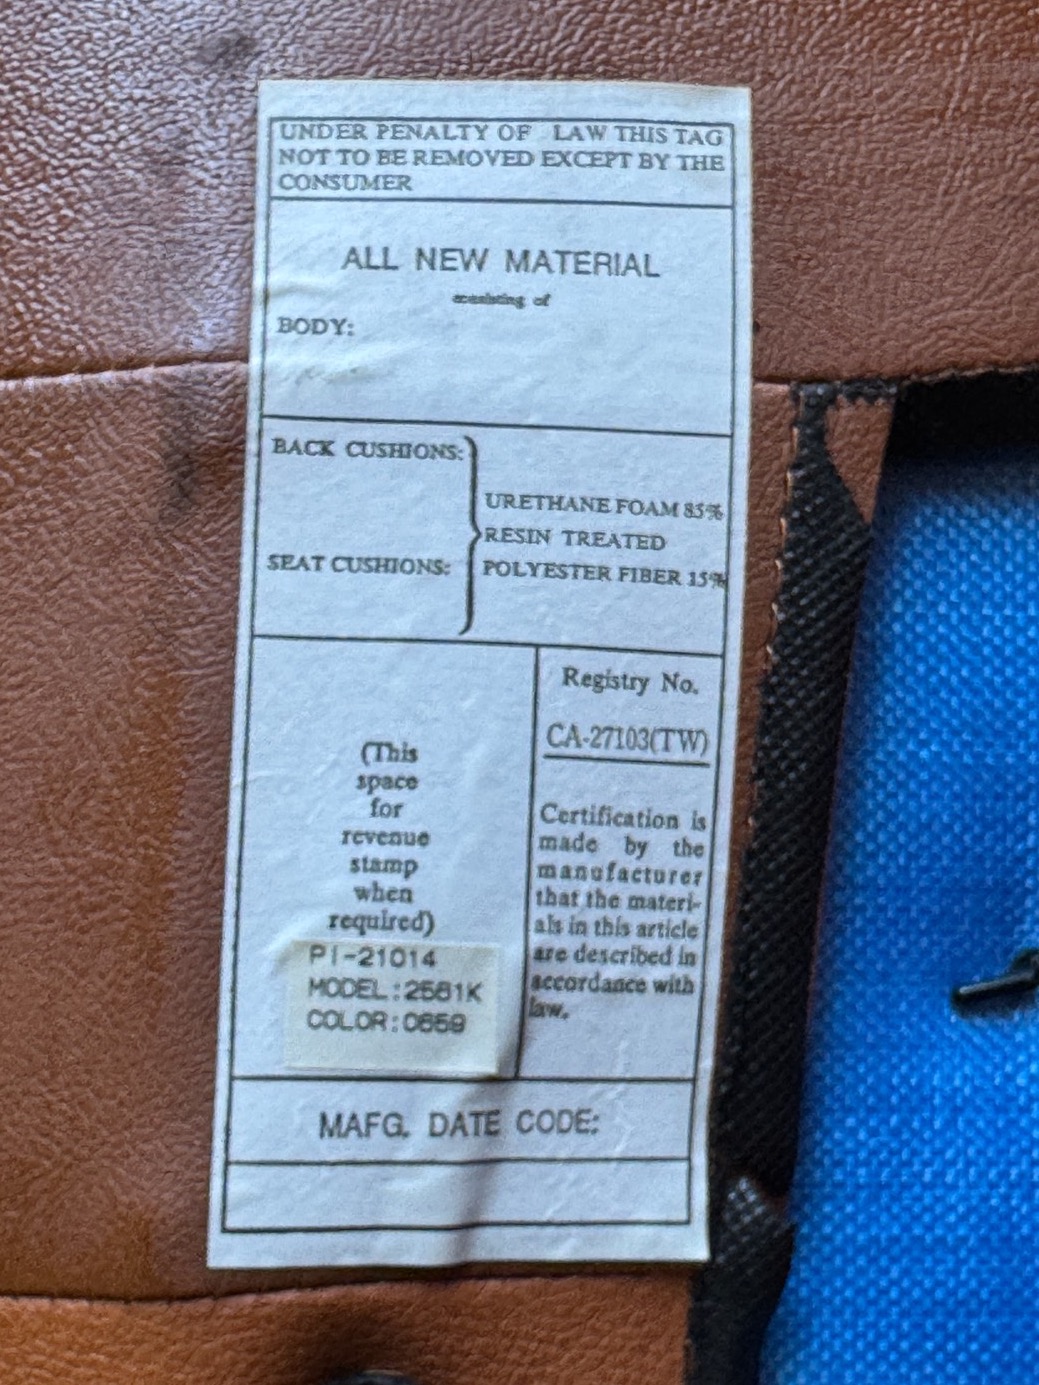 UNDER PENALTY OF LAW THIS TAG
NOT TO BE REMOVED EXCEPT BY THE
CONSUMER
ALL NEW MATERIAL
consisting of
BODY:
BACK CUSHIONS:
SEAT CUSHIONS:
URETHANE FOAM 85%
RESIN TREATED
POLYESTER FIBER 15%
(This
space
for
revenue
stamp
when
required)
PI-21014
MODEL:2581K
COLOR:0659
Registry No.
CA-27103(TW)
Certification is
made by the
manufacturer
that the materi-
als in this article
are described in
accordance with
law.
MAFG. DATE CODE: